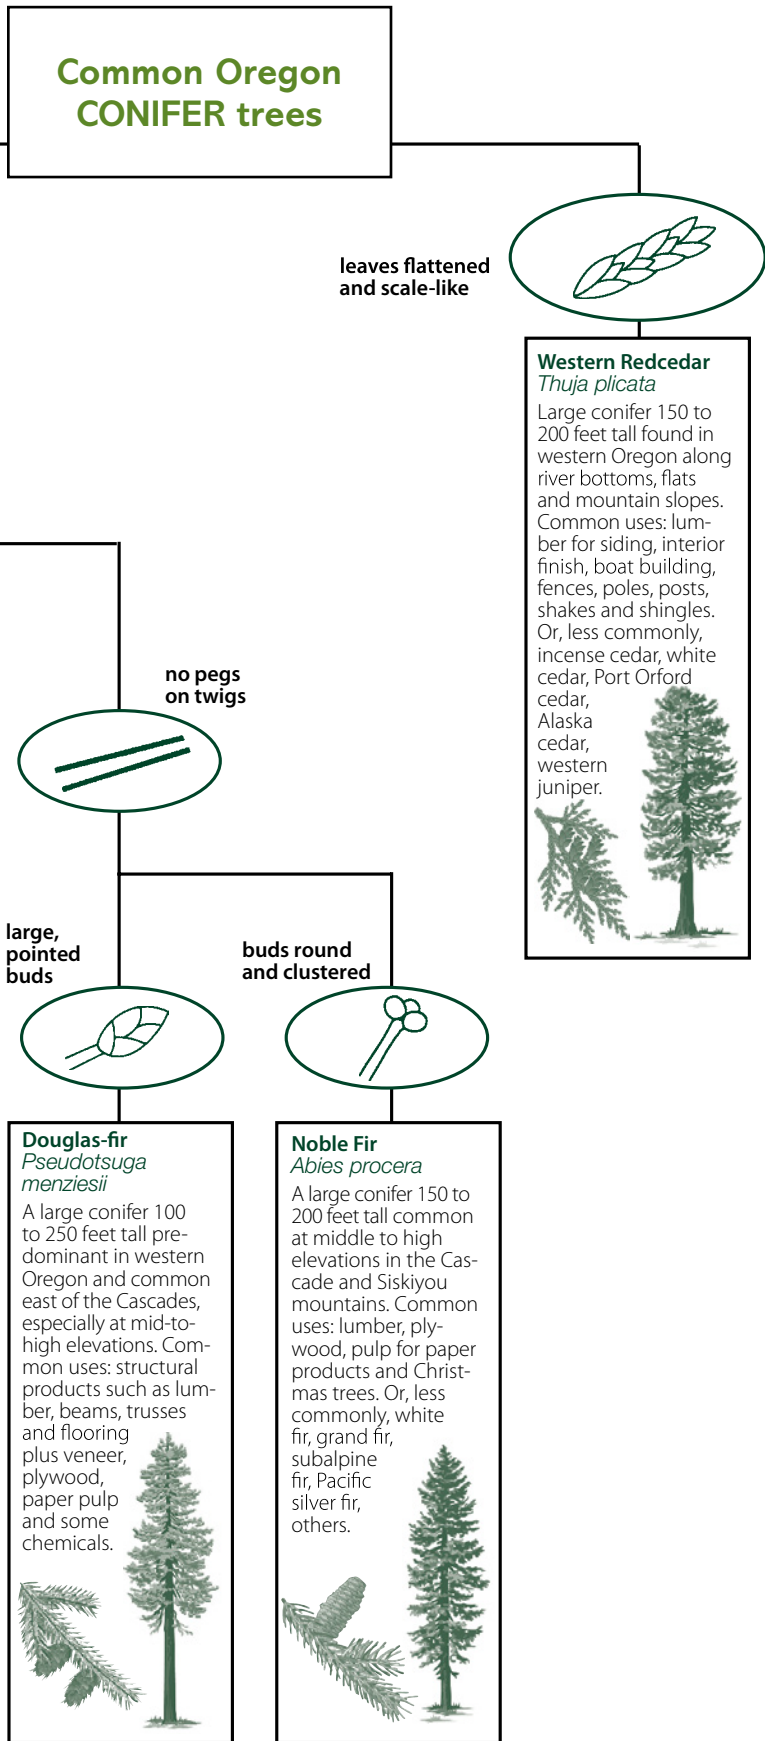 Common Oregon
CONIFER trees
leaves flattened
and scale-like
Western Redcedar
Thuja plicata
Large conifer 150 to
200 feet tall found in
western Oregon along
river bottoms, flats
and mountain slopes.
Common uses: lum-
ber for siding, interior
finish, boat building,
fences, poles, posts,
shakes and shingles.
Or, less commonly,
incense cedar, white
cedar, Port Orford
cedar,
Alaska
cedar,
western
juniper.
no pegs
on twigs
large,
pointed
buds
buds round
and clustered
Douglas-fir
Pseudotsuga
menziesii
A large conifer 100
to 250 feet tall pre-
dominant in western
Oregon and common
east of the Cascades,
especially at mid-to-
high elevations. Com-
mon uses: structural
products such as lum-
ber, beams, trusses
and flooring
plus veneer,
plywood,
paper pulp
and some
chemicals.
Noble Fir
Abies procera
A large conifer 150 to
200 feet tall common
at middle to high
elevations in the Cas-
cade and Siskiyou
mountains. Common
uses: lumber, ply-
wood, pulp for paper
products and Christ-
mas trees. Or, less
commonly, white
fir, grand fir,
subalpine
fir, Pacific
silver fir,
others.